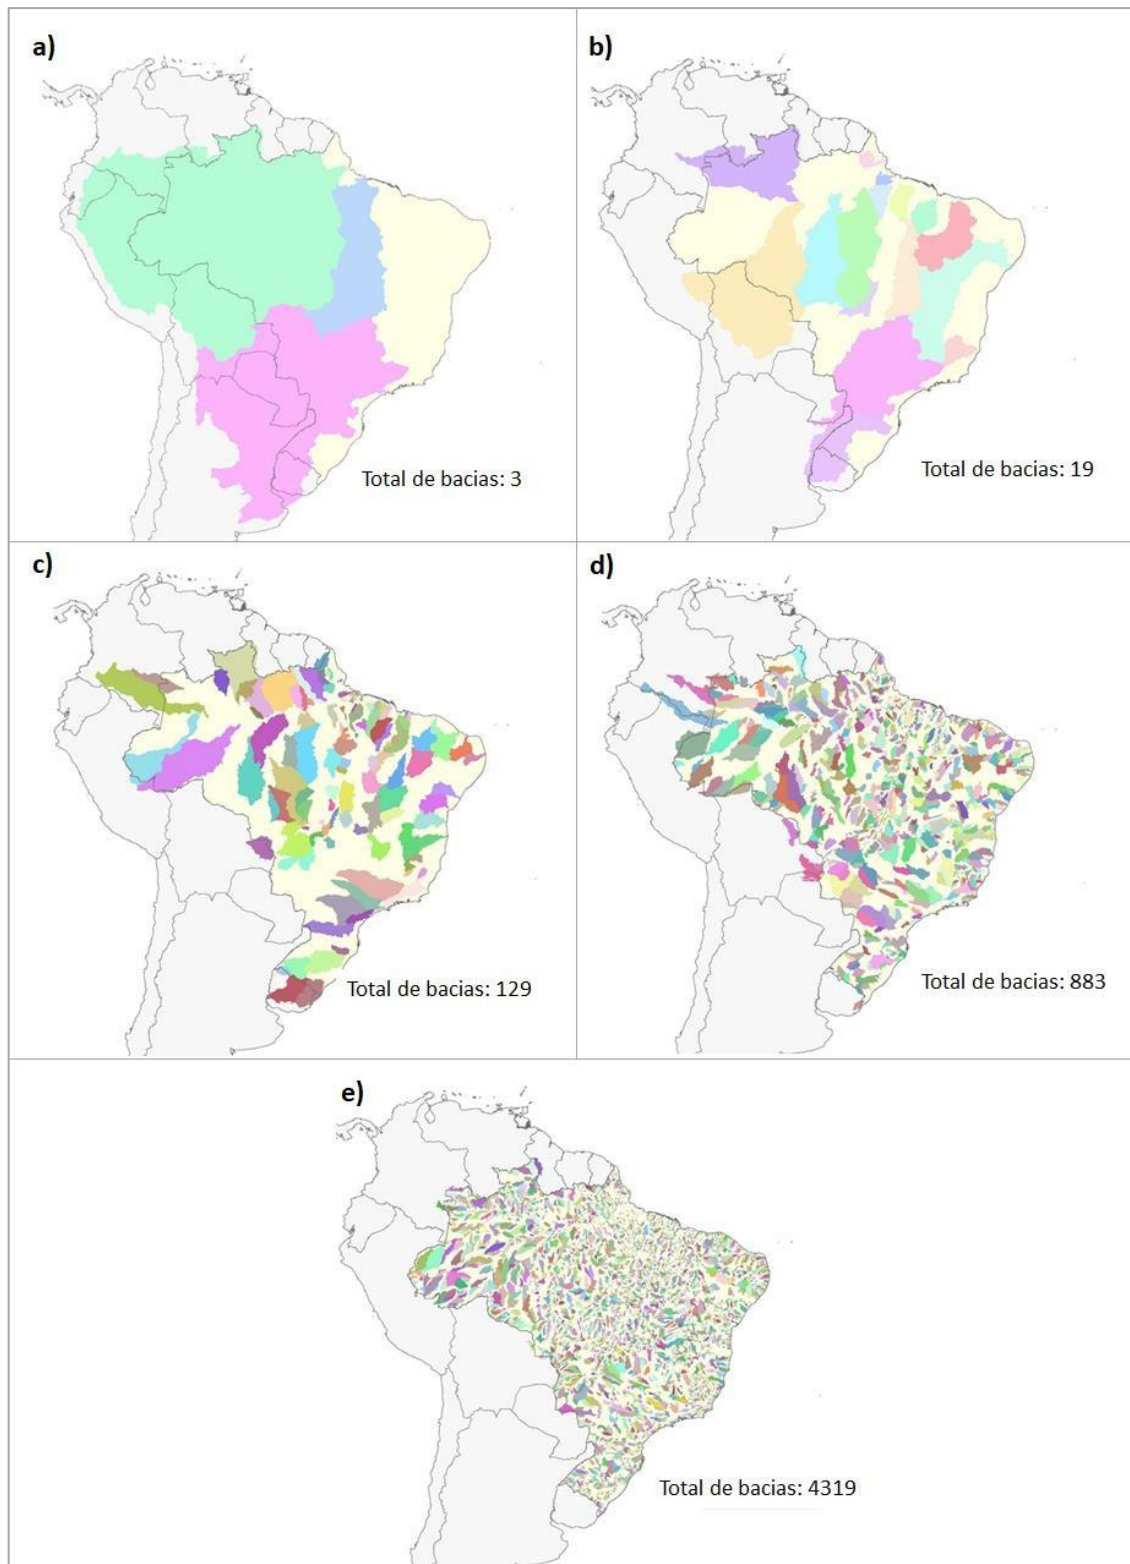 a)
b)
Total de bacias: 3
Total de bacias: 19
c)
d)
Total de bacias: 129
Total de bacias: 883
e)
Total de bacias: 4319